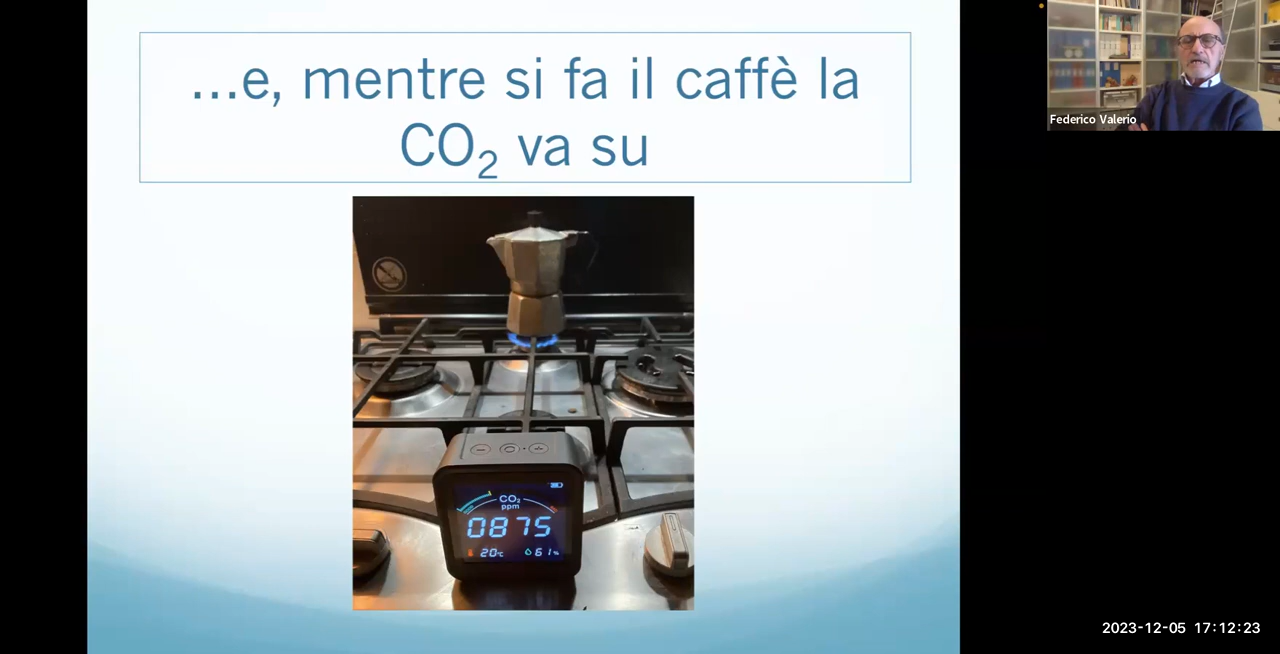 ...e, mentre si fa il caffè la
CO₂ va su
Federico Valerio
CO₂
ppm
0875
20°C
61%
2023-12-05 17:12:23